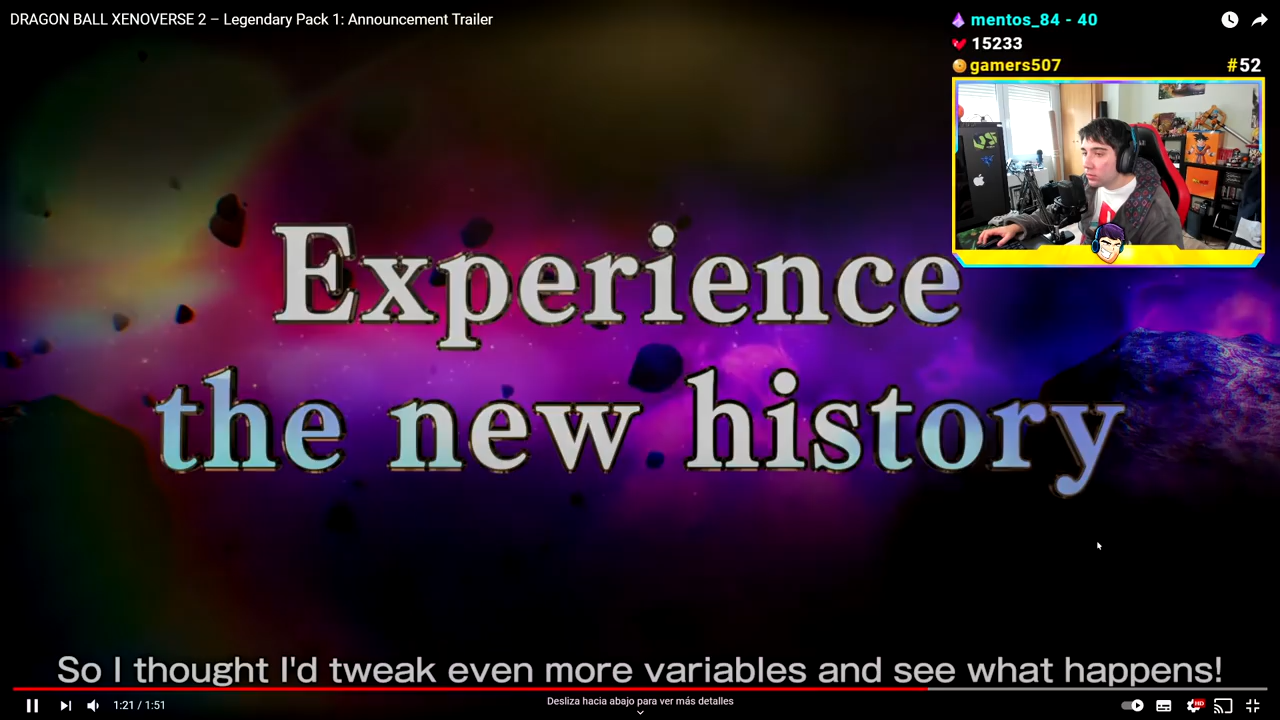 DRAGON BALL XENOVERSE 2 – Legendary Pack 1: Announcement Trailer
mentos_84 - 40
15233
gamers507 #52
Experience
the new history
So I thought I'd tweak even more variables and see what happens!
1:21 / 1:51
Desliza hacia abajo para ver más detalles
HD